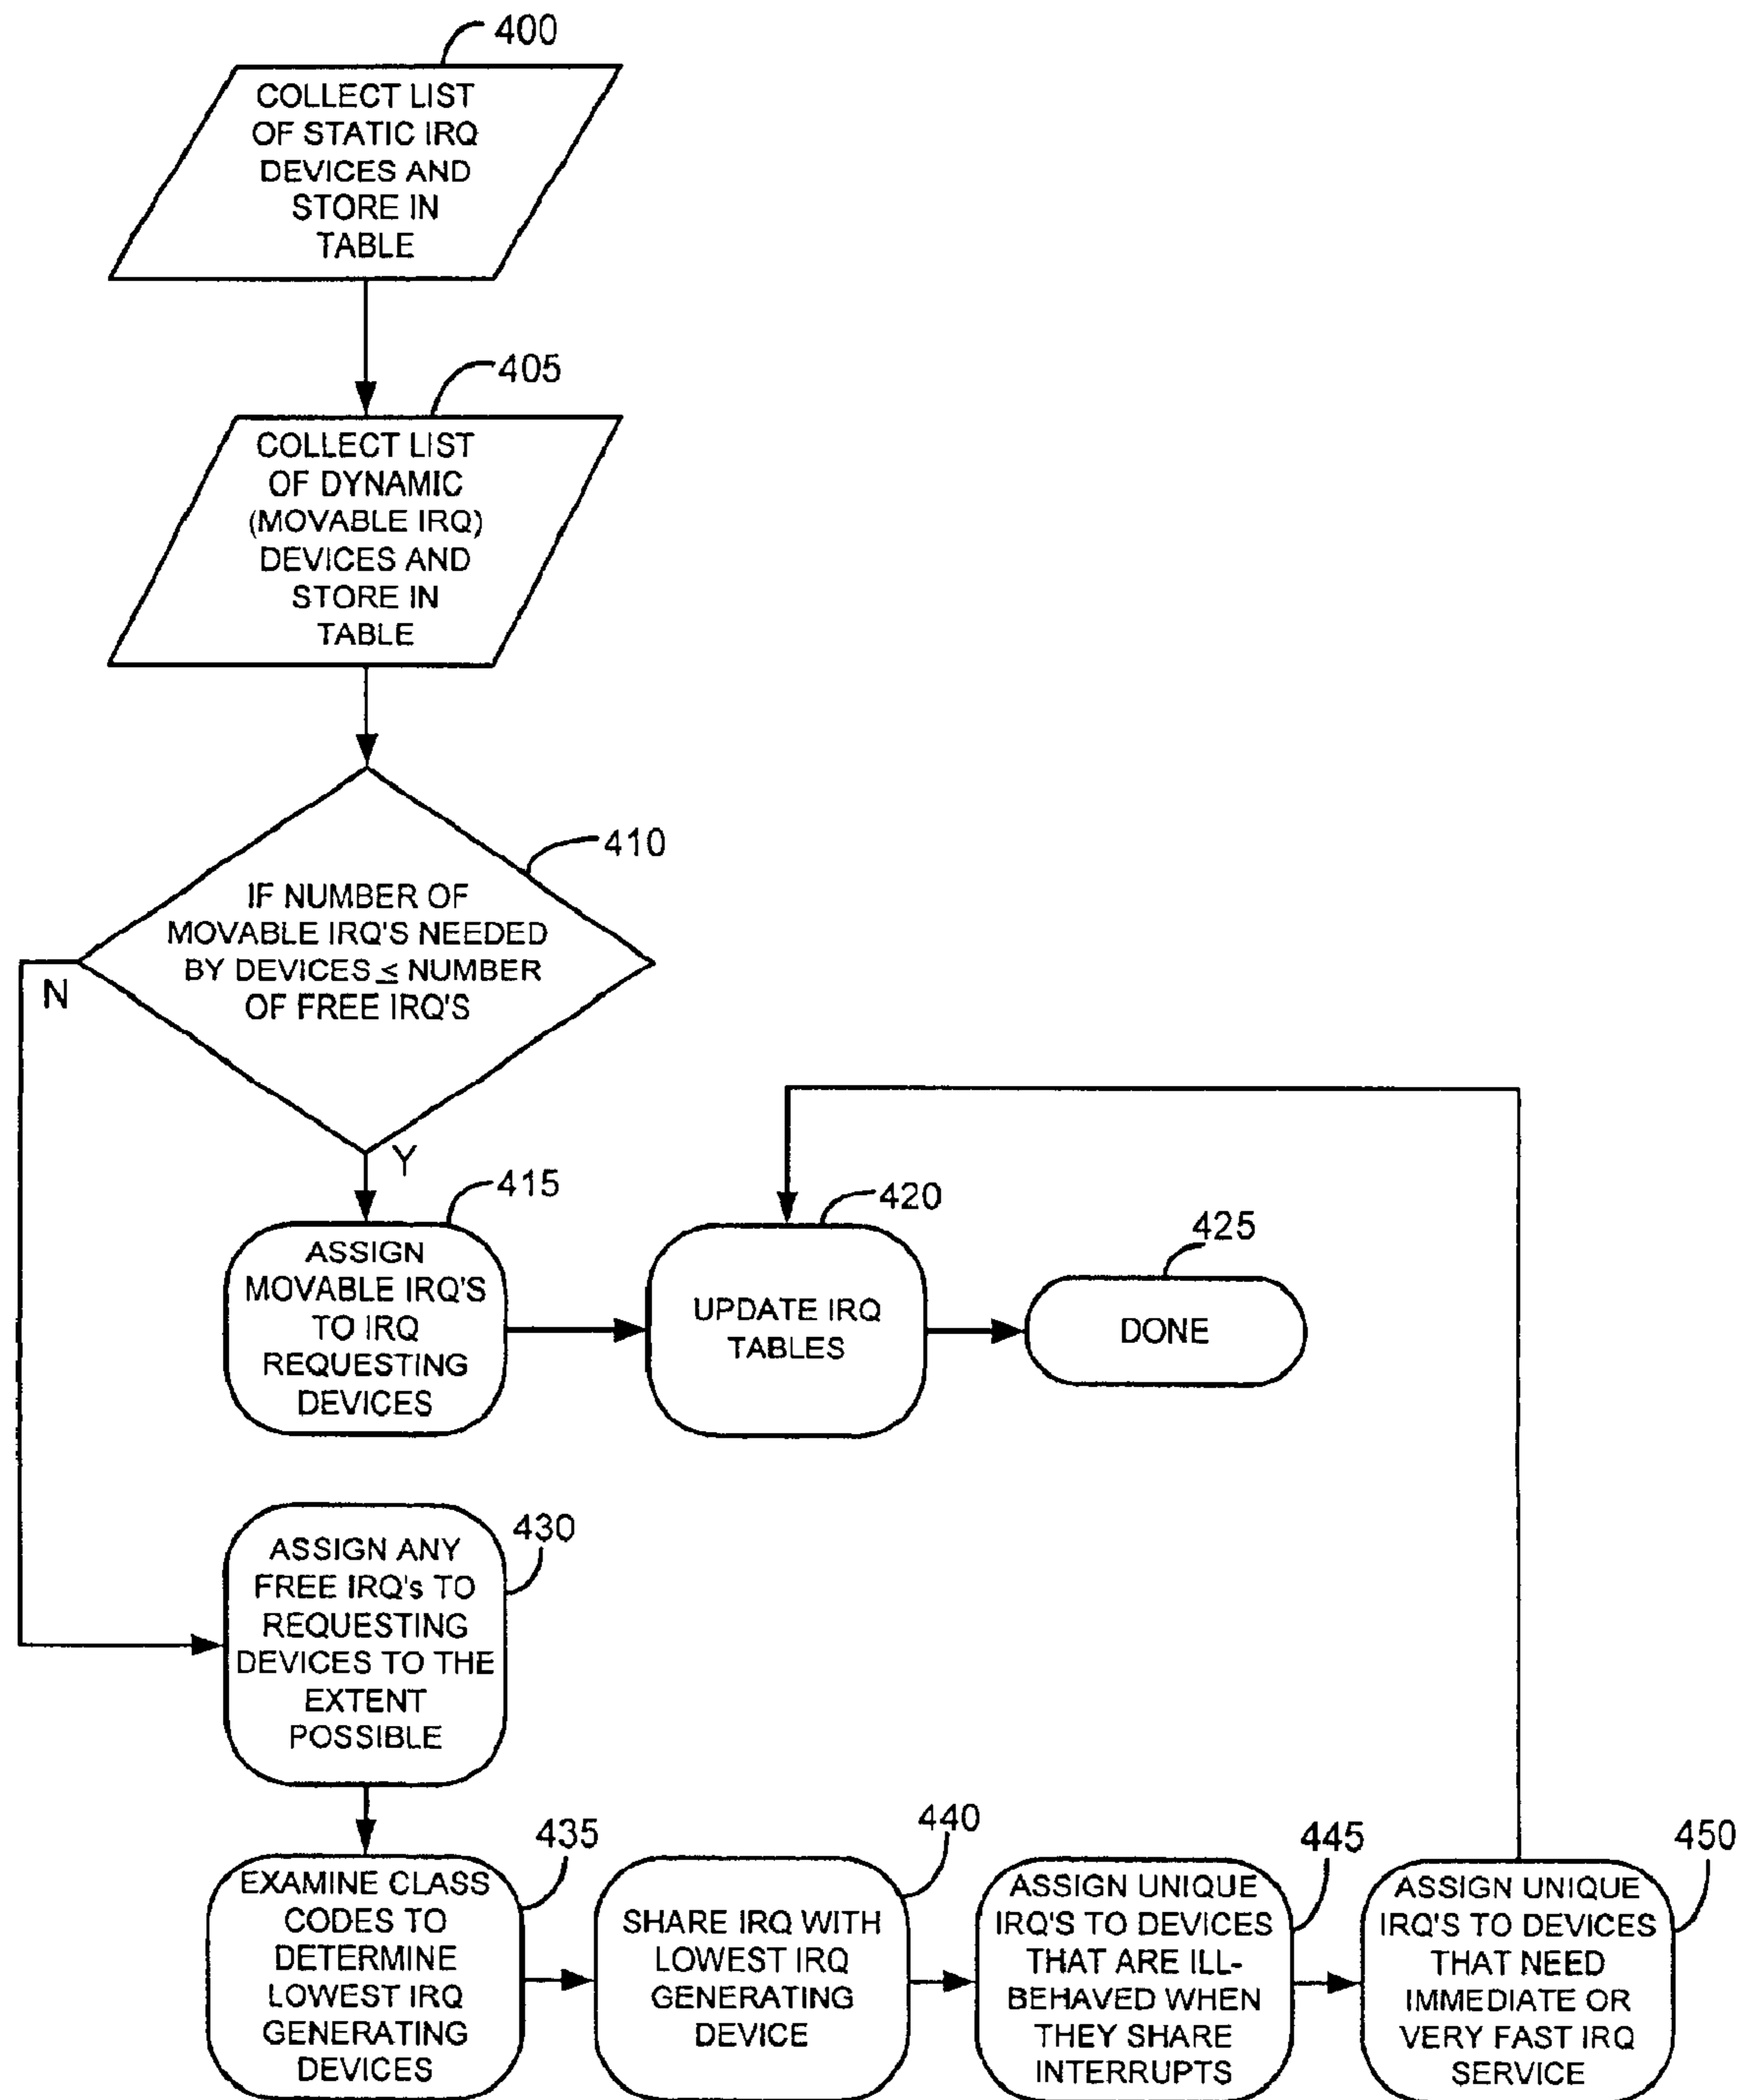 400
COLLECT LIST
OF STATIC IRQ
DEVICES AND
STORE IN
TABLE
405
COLLECT LIST
OF DYNAMIC
(MOVABLE IRQ)
DEVICES AND
STORE IN
TABLE
410
IF NUMBER OF
MOVABLE IRQ'S NEEDED
BY DEVICES ≤ NUMBER
OF FREE IRQ'S
N
Y
415
ASSIGN
MOVABLE IRQ'S
TO IRQ
REQUESTING
DEVICES
420
UPDATE IRQ
TABLES
425
DONE
430
ASSIGN ANY
FREE IRQ's TO
REQUESTING
DEVICES TO THE
EXTENT
POSSIBLE
435
EXAMINE CLASS
CODES TO
DETERMINE
LOWEST IRQ
GENERATING
DEVICES
440
SHARE IRQ WITH
LOWEST IRQ
GENERATING
DEVICE
445
ASSIGN UNIQUE
IRQ'S TO DEVICES
THAT ARE ILL-
BEHAVED WHEN
THEY SHARE
INTERRUPTS
450
ASSIGN UNIQUE
IRQ'S TO DEVICES
THAT NEED
IMMEDIATE OR
VERY FAST IRQ
SERVICE